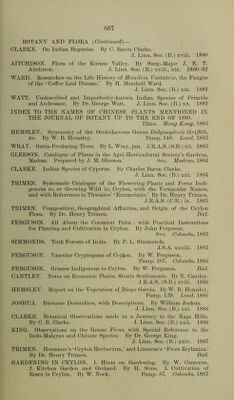 667
BOTANY AND FLORA (Continued)—
CLARKE. On Indian Begonias. By C. Baron Clarke.
J. Linn. Soc. (B.) xviii. 1880
AITCHISON. Flora of the Kuram Valley. By Surg-Major J. E. T.
Aitchison. J. Linn. Soc. (B.) xviii., xix. 1880-82
WARD. Researches on the Life History of Hemileia Vastatrix, the Fungus
of the "Coffee Leaf Disease." By H. Marshall Ward.
J. Linn. Soc. (B.) xix. 1882
WATT. Undescribed and Imperfectly-known Indian Species of Primula
and Androsace. By Dr. George Watt. J. Linn. Soc. (B.) xx. 1882
INDEX TO THE NAMES OF CHINESE PLANTS MENTIONED IN
THE JOURNAL OF BOTANY UP TO THE END OF 1880.
12mo. Hong Kong, 1883
HEMSLEY. Synonymy of the Orchidaceous Genus Didymoplexis Griffith,
&c. By W. B. Hemsley. Pamp. 148. Lond. 1883
WRAY. Gutta-Producing Trees. By L. Wray, jun. J.R.A.S. (S.B.) xii. 1883
GLEESON. Catalogue of Plants in the Agri-Horticultural Society's Gardens,
Madras. Prepared by J. M. Gleeson. 8vo. Madras, 1884
CLARKE. Indian Species of Cyperus. By Charles Baron Clarke.
J. Linn. Soc. (B.) xxi. 1884
TRIMEN. Systematic Catalogue of the Flowering Plants and Ferns Indi-
genous to, or Growing Wild in, Ceylon, with the Vernacular Names,
and with References to Thwaites' "Enumeratio." By Dr. Henry Trimen.
J.R.A.S. (C.B.) ix. 1885
TRIMEN. Composition, Geographical Affinities, and Origin of the Ceylon
Flora. By Dr. Henry Trimen. Ibid.
FERGUSON. All About the Coconut Palm: with Practical Instructions
for Planting and Cultivation in Ceylon. By John Ferguson.
8vo. Colombo, 1885
SIMMONDS. Teak Forests of India. By P. L. Simmonds.
J.S.A. xxxiii. 1885
FERGUSON. Vascular Cryptogams of Ceylon. By W. Ferguson.
Pamp. 107. Colombo, 1886
FERGUSON. Grasses Indigenous to Ceylon. By W. Ferguson. Ibid.
CANTLEY. Notes on Economic Plants, Straits Settlements. By N. Cantley.
J.R.A.S. (S.B.) xviii. 1886
HEMSLEY. Report on the Vegetation of Diego Garcia. By W. B. Hemsley.
Pamp. 139. Lond. 1886
JOSHUA. Burmese Desmidieæ, with Descriptions. By William Joshua.
J. Linn. Soc. (B.) xxi. 1886
CLARKE. Botanical Observations made in a Journey to the Naga Hills.
By C. B. Clarke. J. Linn. Soc. (B.) xxii. 1886
KING. Observations on the Genus Ficus, with Special Reference to the
Indo-Malayan and Chinese Species. By Dr. George King.
J. Linn. Soc. (B.) xxiv. 1887
TRIMEN. Hermann's "Ceylon Herbarium," and Linnæus's "Flora Zeylanica."
By Dr. Henry Trimen. Ibid.
GARDENING IN CEYLON. 1. Hints on Gardening. By W. Cameron.
2. Kitchen Garden and Orchard. By H. Sims. 3. Cultivation of
Roses in Ceylon. By W. Nock. Pamp. 87. Colombo, 1887